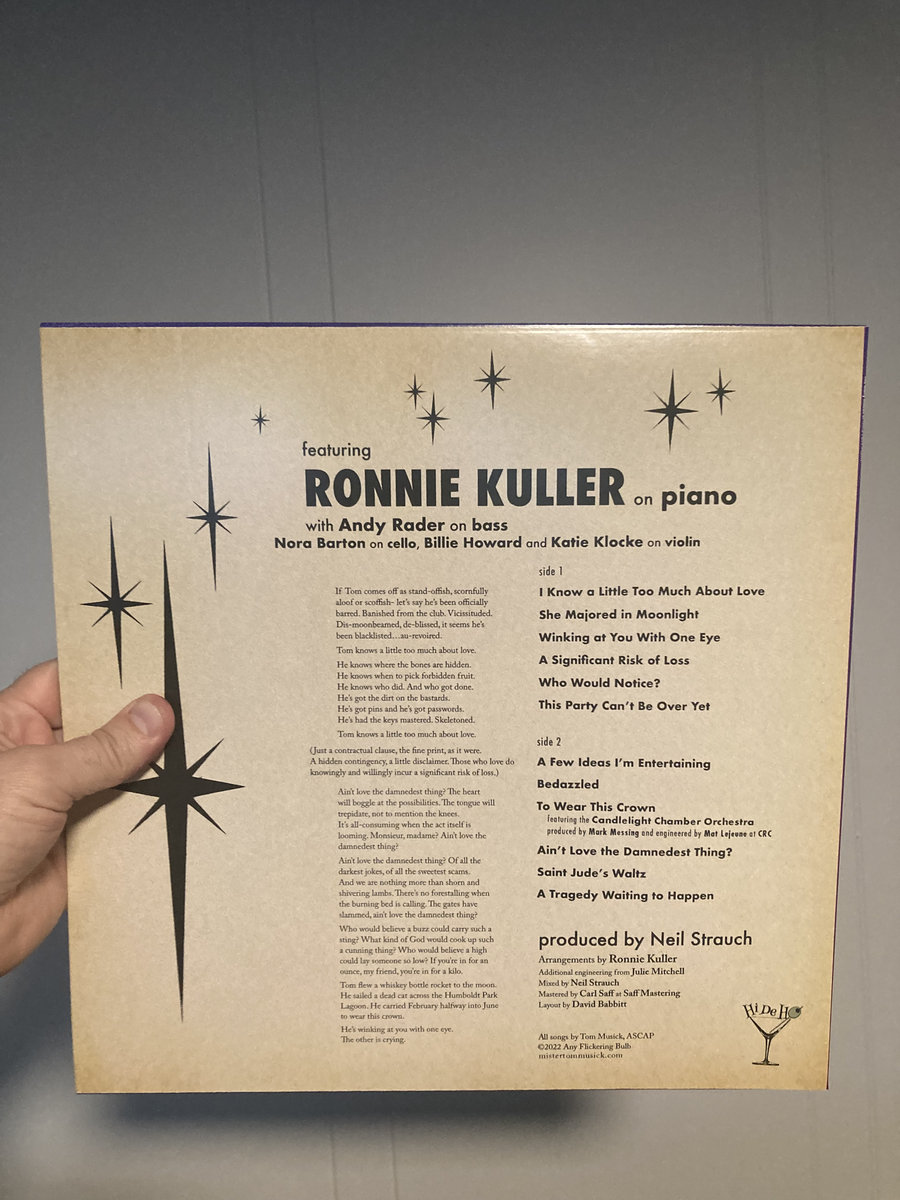 featuring
RONNIE KULLER on piano
with Andy Rader on bass
Nora Barton on cello, Billie Howard and Katie Klocke on violin
If Tom comes off as stand-offish, scornfully
aloof or scoffish- let's say he's been officially
barred. Banished from the club. Vicissituded.
Dis-moonbeamed, de-blissed, it seems he's
been blacklisted...au-revoired.
Tom knows a little too much about love.
He knows where the bones are hidden.
He knows when to pick forbidden fruit.
He knows who did. And who got done.
He's got the dirt on the bastards.
He's got pins and he's got passwords.
He's had the keys mastered. Skeletoned.
Tom knows a little too much about love.
(Just a contractual clause, the fine print, as it were.
A hidden contingency, a little disclaimer. Those who love do
knowingly and willingly incur a significant risk of loss.)
Ain't love the damnedest thing? The heart
will boggle at the possibilities. The tongue will
trepidate, not to mention the knees.
It's all-consuming when the act itself is
looming. Monsieur, madame? Ain't love the
damnedest thing?
Ain't love the damnedest thing? Of all the
darkest jokes, of all the sweetest scams.
And we are nothing more than shorn and
shivering lambs. There's no forestalling when
the burning bed is calling. The gates have
slammed, ain't love the damnedest thing?
Who would believe a buzz could carry such a
sting? What kind of God would cook up such
a cunning thing? Who would believe a high
could lay someone so low? If you're in for an
ounce, my friend, you're in for a kilo.
Tom flew a whiskey bottle rocket to the moon.
He sailed a dead cat across the Humboldt Park
Lagoon. He carried February halfway into June
to wear this crown.
He's winking at you with one eye.
The other is crying.
side 1
I Know a Little Too Much About Love
She Majored in Moonlight
Winking at You With One Eye
A Significant Risk of Loss
Who Would Notice?
This Party Can't Be Over Yet
side 2
A Few Ideas I'm Entertaining
Bedazzled
To Wear This Crown
featuring the Candlelight Chamber Orchestra
produced by Mark Messing and engineered by Mat Lejeune at CRC
Ain't Love the Damnedest Thing?
Saint Jude's Waltz
A Tragedy Waiting to Happen
produced by Neil Strauch
Arrangements by Ronnie Kuller
Additional engineering from Julie Mitchell
Mixed by Neil Strauch
Mastered by Carl Saff at Saff Mastering
Layout by David Babbitt
Hi De Ho
All songs by Tom Musick, ASCAP
©2022 Any Flickering Bulb
mistertommusick.com